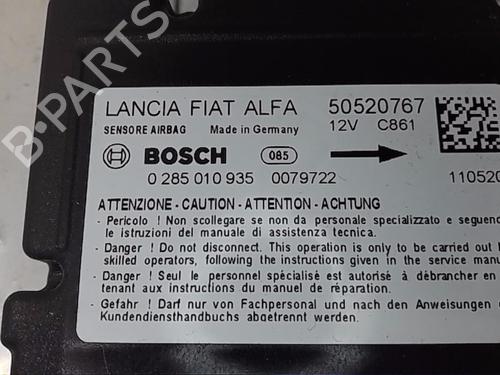 LANCIA FIAT ALFA 50520767
SENSORE AIRBAG Made in Germany 12V C861
BOSCH 085
0 285 010 935 0079722 110520
ATTENZIONE - CAUTION - ATTENTION - ACHTUNG
- Pericolo ! Non scollegare se non da personale specializzato e seguendo
le istruzioni del manuale di assistenza tecnica.
- Danger ! Do not disconnect. This operation is only to be carried out
skilled operators, following the instructions given in the service manu
- Danger ! Seul le personnel spécialisé est autorisé à débrancher en
tenant aux instructions du manuel de réparation.
- Gefahr ! Darf nur von Fachpersonal und nach den Anweisungen
Kundendiensthandbuchs abgetrennt werden.
B-PARTS